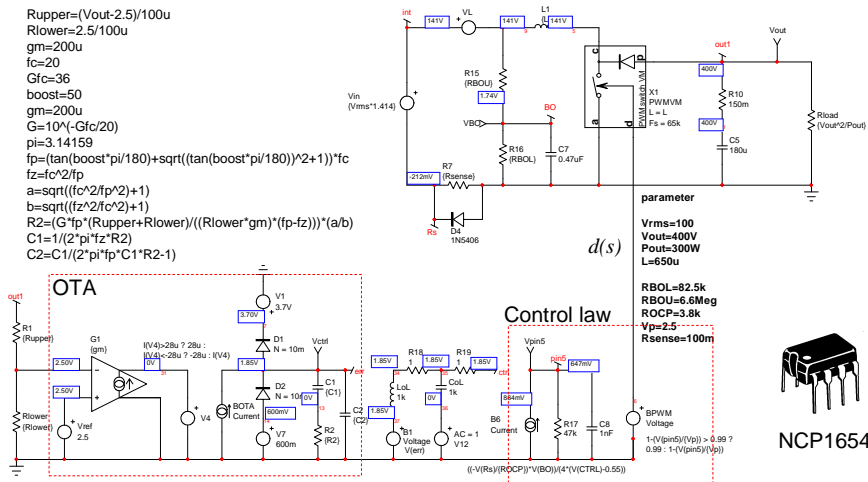 Rupper=(Vout-2.5)/100u
Rlower=2.5/100u
gm=200u
fc=20
Gfc=36
boost=50
gm=200u
G=10^(-Gfc/20)
pi=3.14159
fp=(tan(boost*pi/180)+sqrt((tan(boost*pi/180))^2+1))*fc
fz=fc^2/fp
a=sqrt((fc^2/fp^2)+1)
b=sqrt((fz^2/fc^2)+1)
R2=(G*fp*(Rupper+Rlower)/((Rlower*gm)*(fp-fz)))*(a/b)
C1=1/(2*pi*fz*R2)
C2=C1/(2*pi*fp*C1*R2-1)
int
141V
VL
141V
9
L1
141V
5
Vin
{Vrms*1.414}
R15
{RBOU}
1.74V
VBO
BO
R16
{RBOL}
C7
0.47uF
-212mV
R7
{Rsense}
Rs
D4
1N5406
c
p
a
d
PWM switch VM
X1
PWMVM
L = L
Fs = 65k
out1
400V
R10
150m
400V
C5
180u
Vout
Rload
{Vout^2/Pout}
d(s)
parameter
Vrms=100
Vout=400V
Pout=300W
L=650u
RBOL=82.5k
RBOU=6.6Meg
ROCP=3.8k
Vp=2.5
Rsense=100m
OTA
out1
R1
{Rupper}
2.50V
2.50V
Rlower
{Rlower}
Vref
2.5
G1
{gm}
I(V4)>28u ? 28u :
I(V4)<-28u ? -28u : I(V4)
0V
31
V4
V1
3.7V
3.70V
D1
N = 10m
1.85V
BOTA
Current
D2
N = 10m
600mV
V7
600m
Vctrl
err
C1
{C1}
0V
13
R2
{R2}
C2
{C2}
1.85V
LoL
1k
1.85V
37
B1
Voltage
V(err)
R18
1
1.85V
R19
1
1.85V
ctrl
CoL
1k
0V
36
AC = 1
V12
Control law
Vpin5
pin5
884mV
647mV
B6
Current
R17
47k
C8
1nF
((-V(Rs)/{ROCP})*V(BO))/(4*(V(CTRL)-0.55))
6
BPWM
Voltage
1-(V(pin5)/{Vp}) > 0.99 ?
0.99 : 1-(V(pin5)/{Vp})
NCP1654